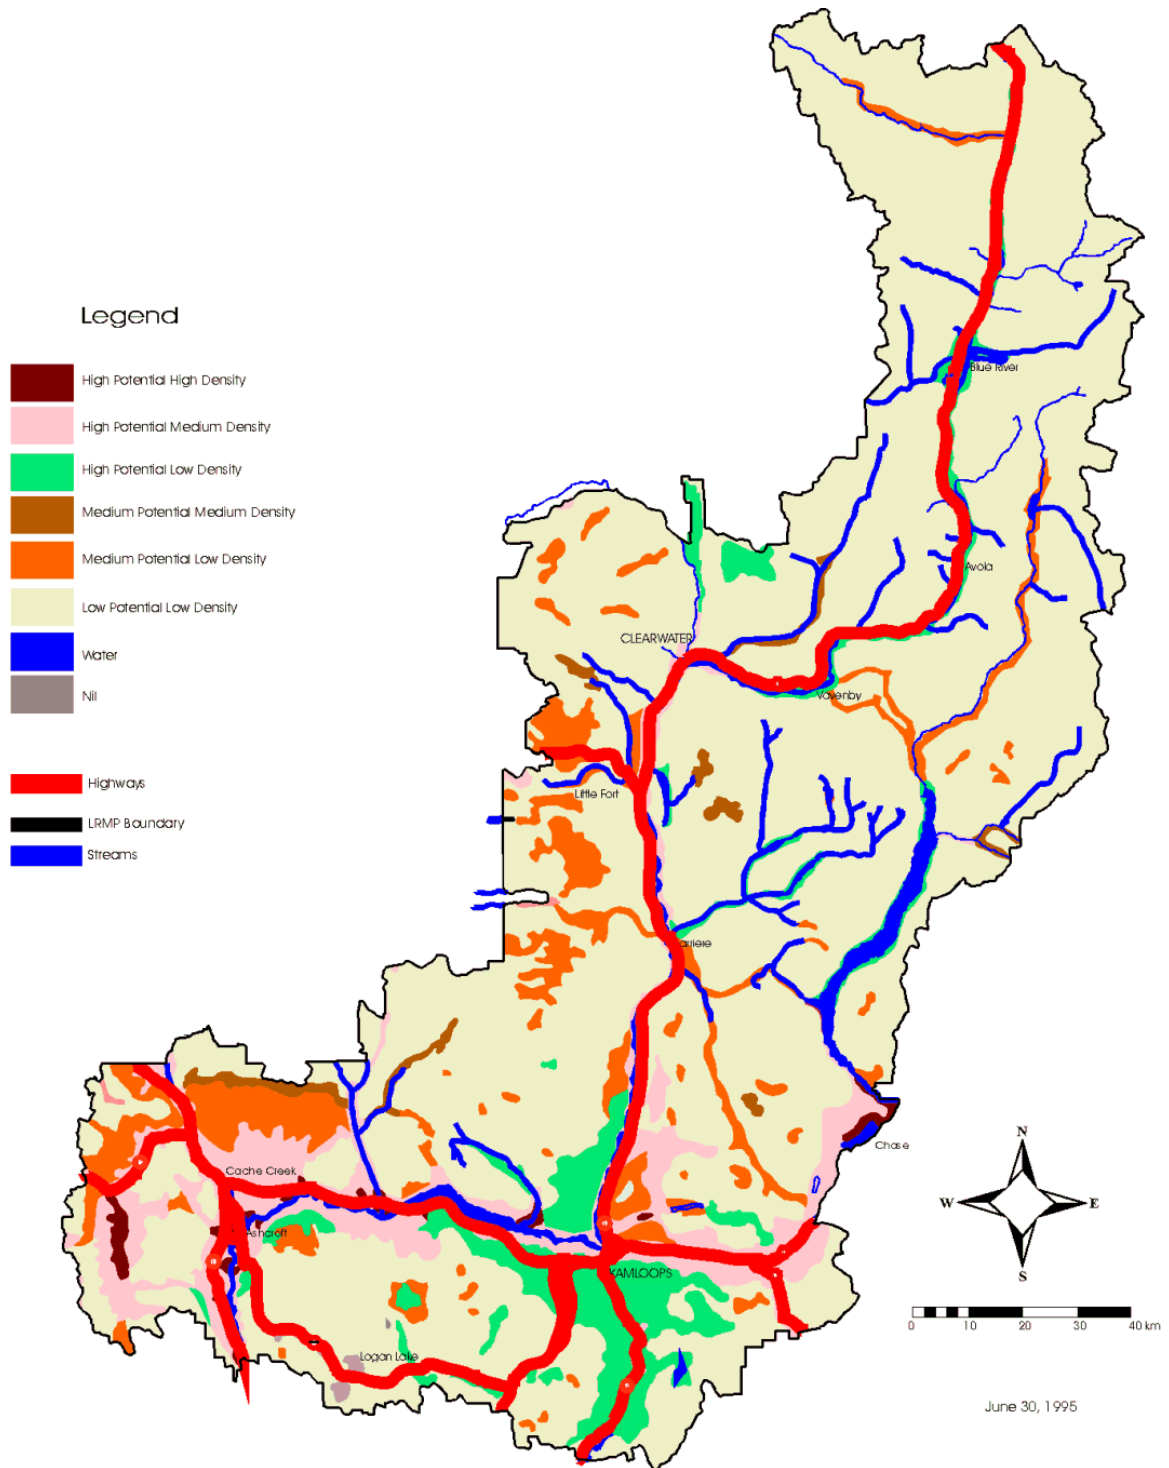 Legend
High Potential High Density
High Potential Medium Density
High Potential Low Density
Medium Potential Medium Density
Medium Potential Low Density
Low Potential Low Density
Water
Nil
Highways
LRMP Boundary
Streams
Blue River
Avola
CLEARWATER
Vavenby
Little Fort
arriere
Chase
Cache Creek
Ashcroft
KAMLOOPS
Logan Lake
N
W E
S
0 10 20 30 40 km
June 30, 1995